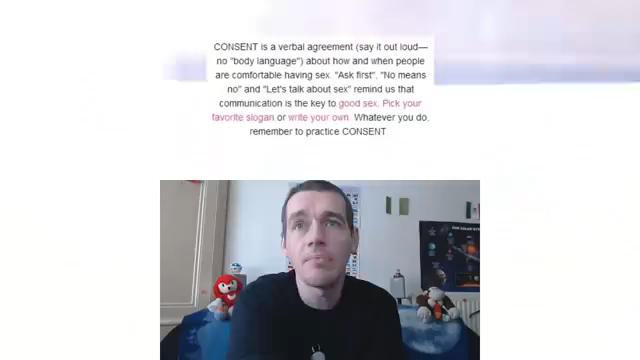 CONSENT is a verbal agreement (say it out loud—
no "body language") about how and when people
are comfortable having sex. "Ask first", "No means
no" and "Let's talk about sex" remind us that
communication is the key to good sex. Pick your
favorite slogan or write your own. Whatever you do,
remember to practice CONSENT.